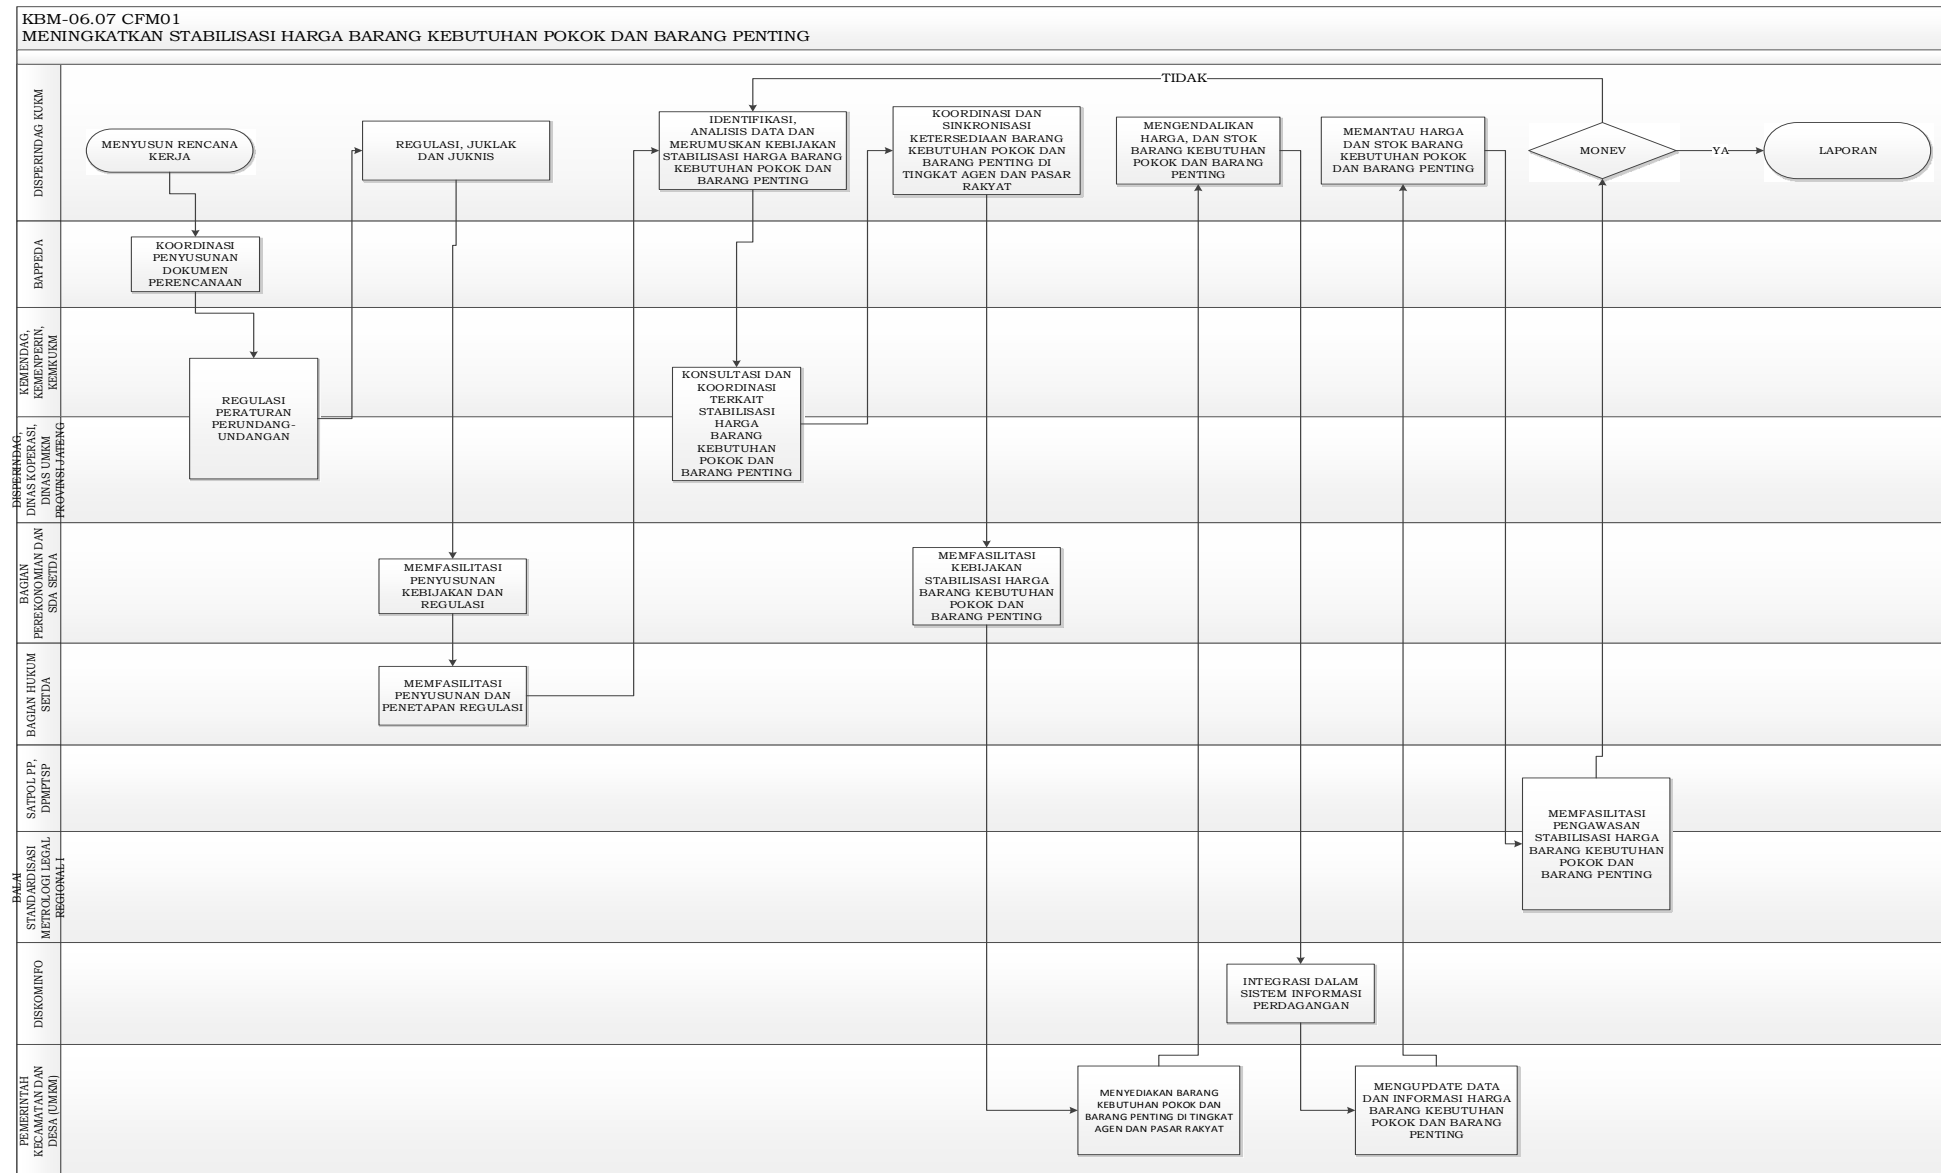 KBM-06.07 CFM01
MENINGKATKAN STABILISASI HARGA BARANG KEBUTUHAN POKOK DAN BARANG PENTING
DISPERINDAG KUKM
MENYUSUN RENCANA
KERJA
REGULASI, JUKLAK
DAN JUKNIS
IDENTIFIKASI,
ANALISIS DATA DAN
MERUMUSKAN KEBIJAKAN
STABILISASI HARGA BARANG
KEBUTUHAN POKOK DAN
BARANG PENTING
KOORDINASI DAN
SINKRONISASI
KETERSEDIAAN BARANG
KEBUTUHAN POKOK DAN
BARANG PENTING DI
TINGKAT AGEN DAN PASAR
RAKYAT
MENGENDALIKAN
HARGA, DAN STOK
BARANG KEBUTUHAN
POKOK DAN BARANG
PENTING
MEMANTAU HARGA
DAN STOK BARANG
KEBUTUHAN POKOK
DAN BARANG PENTING
TIDAK
MONEV
YA
LAPORAN
BAPPEDA
KOORDINASI
PENYUSUNAN
DOKUMEN
PERENCANAAN
KEMENDAG,
KEMENPERIN,
KEMKUKM
REGULASI
PERATURAN
PERUNDANG-
UNDANGAN
KONSULTASI DAN
KOORDINASI
TERKAIT
STABILISASI
HARGA
BARANG
KEBUTUHAN
POKOK DAN
BARANG PENTING
DISPERINDAG,
DINAS KOPERASI,
DINAS UMKM
PROVINSI JATENG
BAGIAN
PEREKONOMIAN DAN
SDA SETDA
MEMFASILITASI
PENYUSUNAN
KEBIJAKAN DAN
REGULASI
MEMFASILITASI
KEBIJAKAN
STABILISASI HARGA
BARANG KEBUTUHAN
POKOK DAN
BARANG PENTING
BAGIAN HUKUM
SETDA
MEMFASILITASI
PENYUSUNAN DAN
PENETAPAN REGULASI
SATPOL PP,
DPMPTSP
MEMFASILITASI
PENGAWASAN
STABILISASI HARGA
BARANG KEBUTUHAN
POKOK DAN
BARANG PENTING
BALAI
STANDARDISASI
METROLOGI LEGAL
REGIONAL I
DISKOMINFO
INTEGRASI DALAM
SISTEM INFORMASI
PERDAGANGAN
PEMERINTAH
KECAMATAN DAN
DESA (UMKM)
MENYEDIAKAN BARANG
KEBUTUHAN POKOK DAN
BARANG PENTING DI TINGKAT
AGEN DAN PASAR RAKYAT
MENGUPDATE DATA
DAN INFORMASI HARGA
BARANG KEBUTUHAN
POKOK DAN BARANG
PENTING